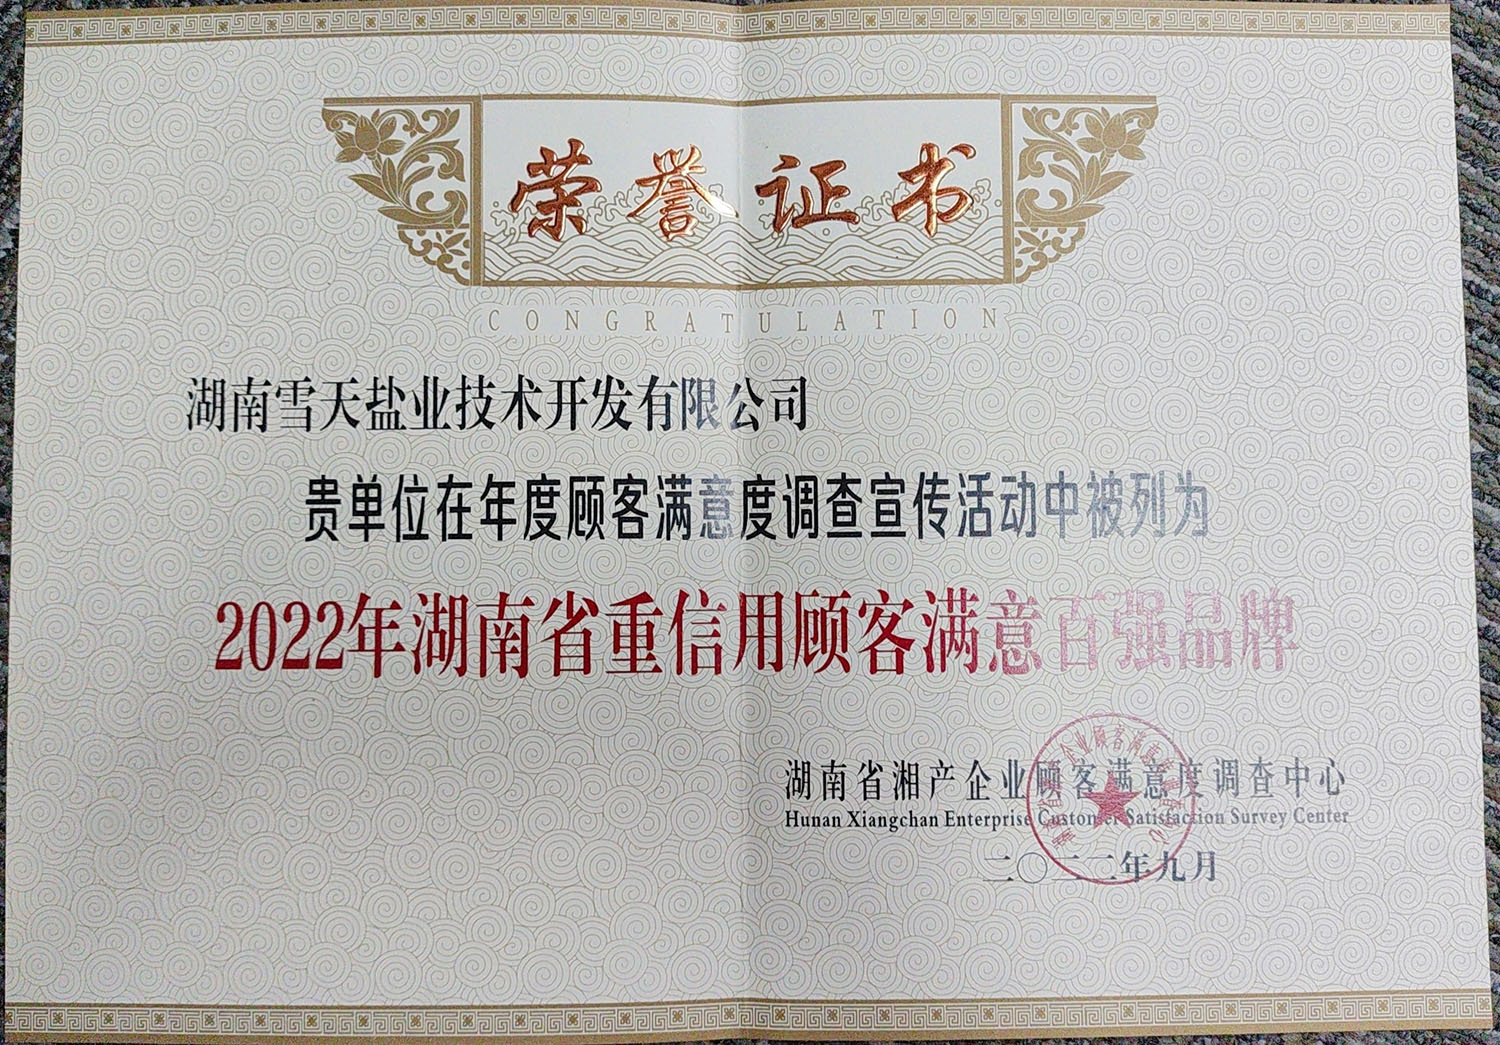 荣誉证书
CONGRATULATION
湖南雪天盐业技术开发有限公司
贵单位在年度顾客满意度调查宣传活动中被列为
2022年湖南省重信用顾客满意百强品牌
湖南省湘产企业顾客满意度调查中心
Hunan Xiangchan Enterprise Customer Satisfaction Survey Center
二〇二二年九月